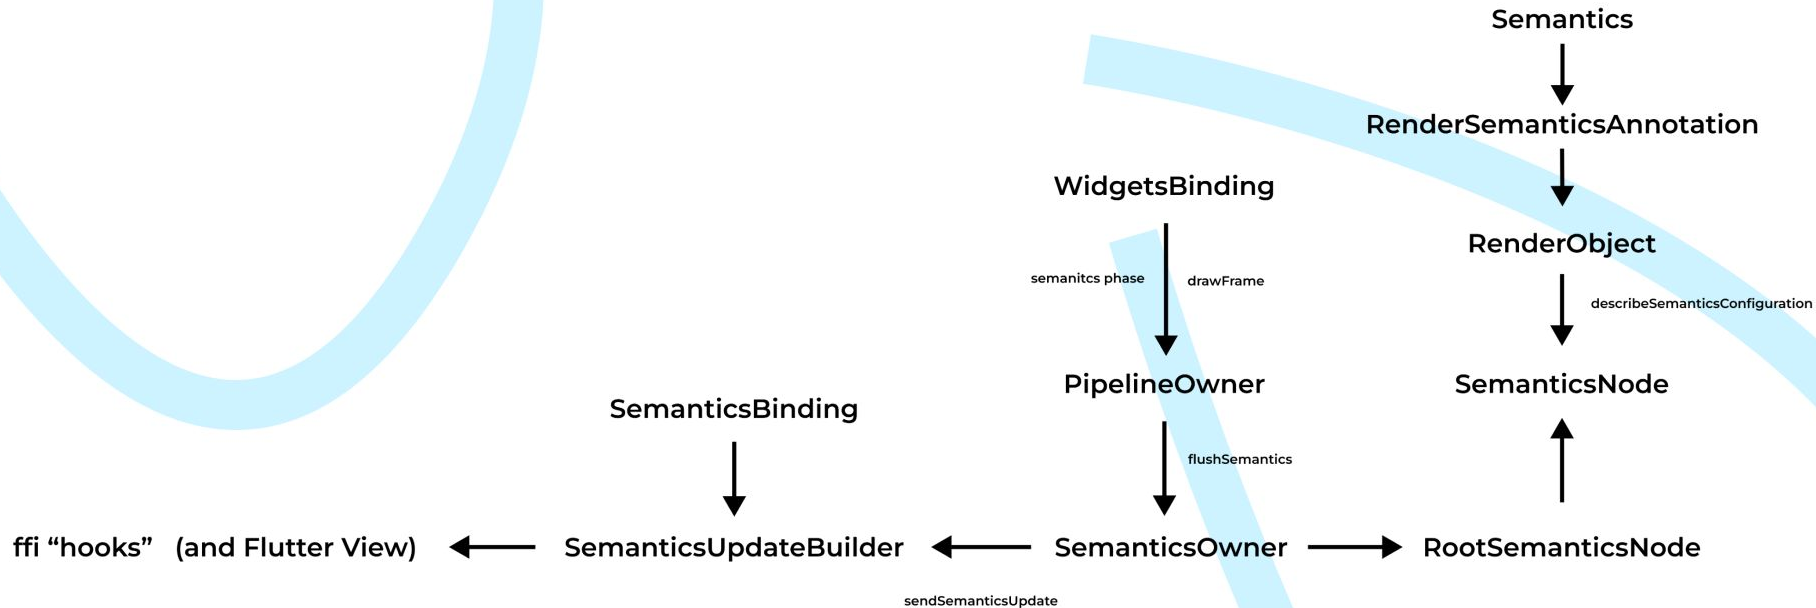 Semantics
RenderSemanticsAnnotation
WidgetsBinding
RenderObject
semanitcs phase
drawFrame
describeSemanticsConfiguration
PipelineOwner
SemanticsNode
SemanticsBinding
flushSemantics
ffi “hooks” (and Flutter View)
SemanticsUpdateBuilder
SemanticsOwner
RootSemanticsNode
sendSemanticsUpdate